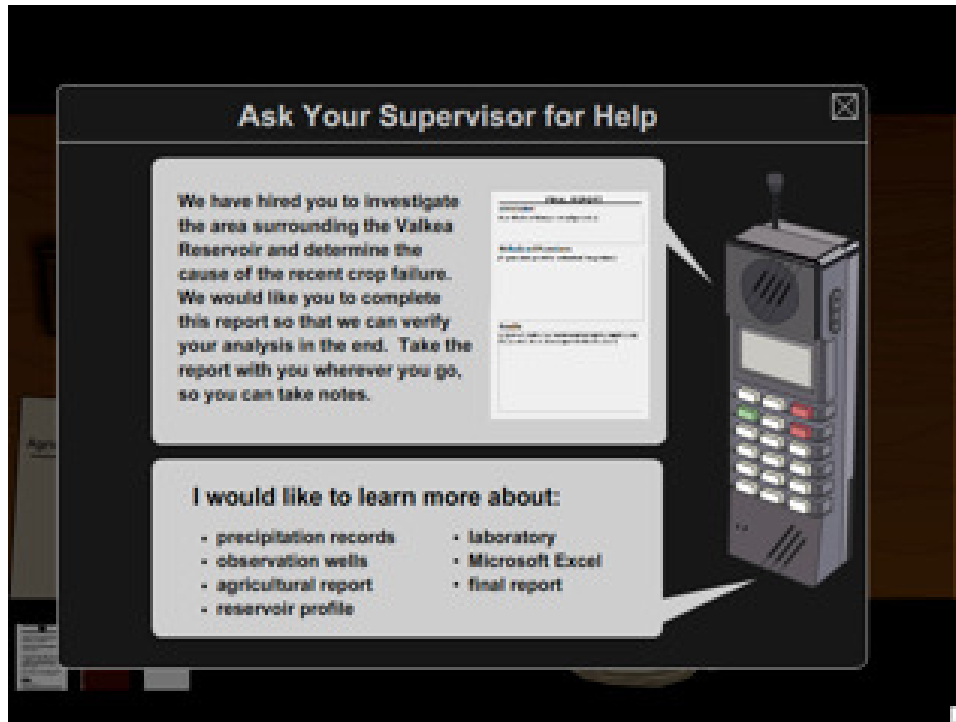 Ask Your Supervisor for Help
We have hired you to investigate
the area surrounding the Valkea
Reservoir and determine the
cause of the recent crop failure.
We would like you to complete
this report so that we can verify
your analysis in the end.  Take the
report with you wherever you go,
so you can take notes.
I would like to learn more about:
• precipitation records
• observation wells
• agricultural report
• reservoir profile
• laboratory
• Microsoft Excel
• final report